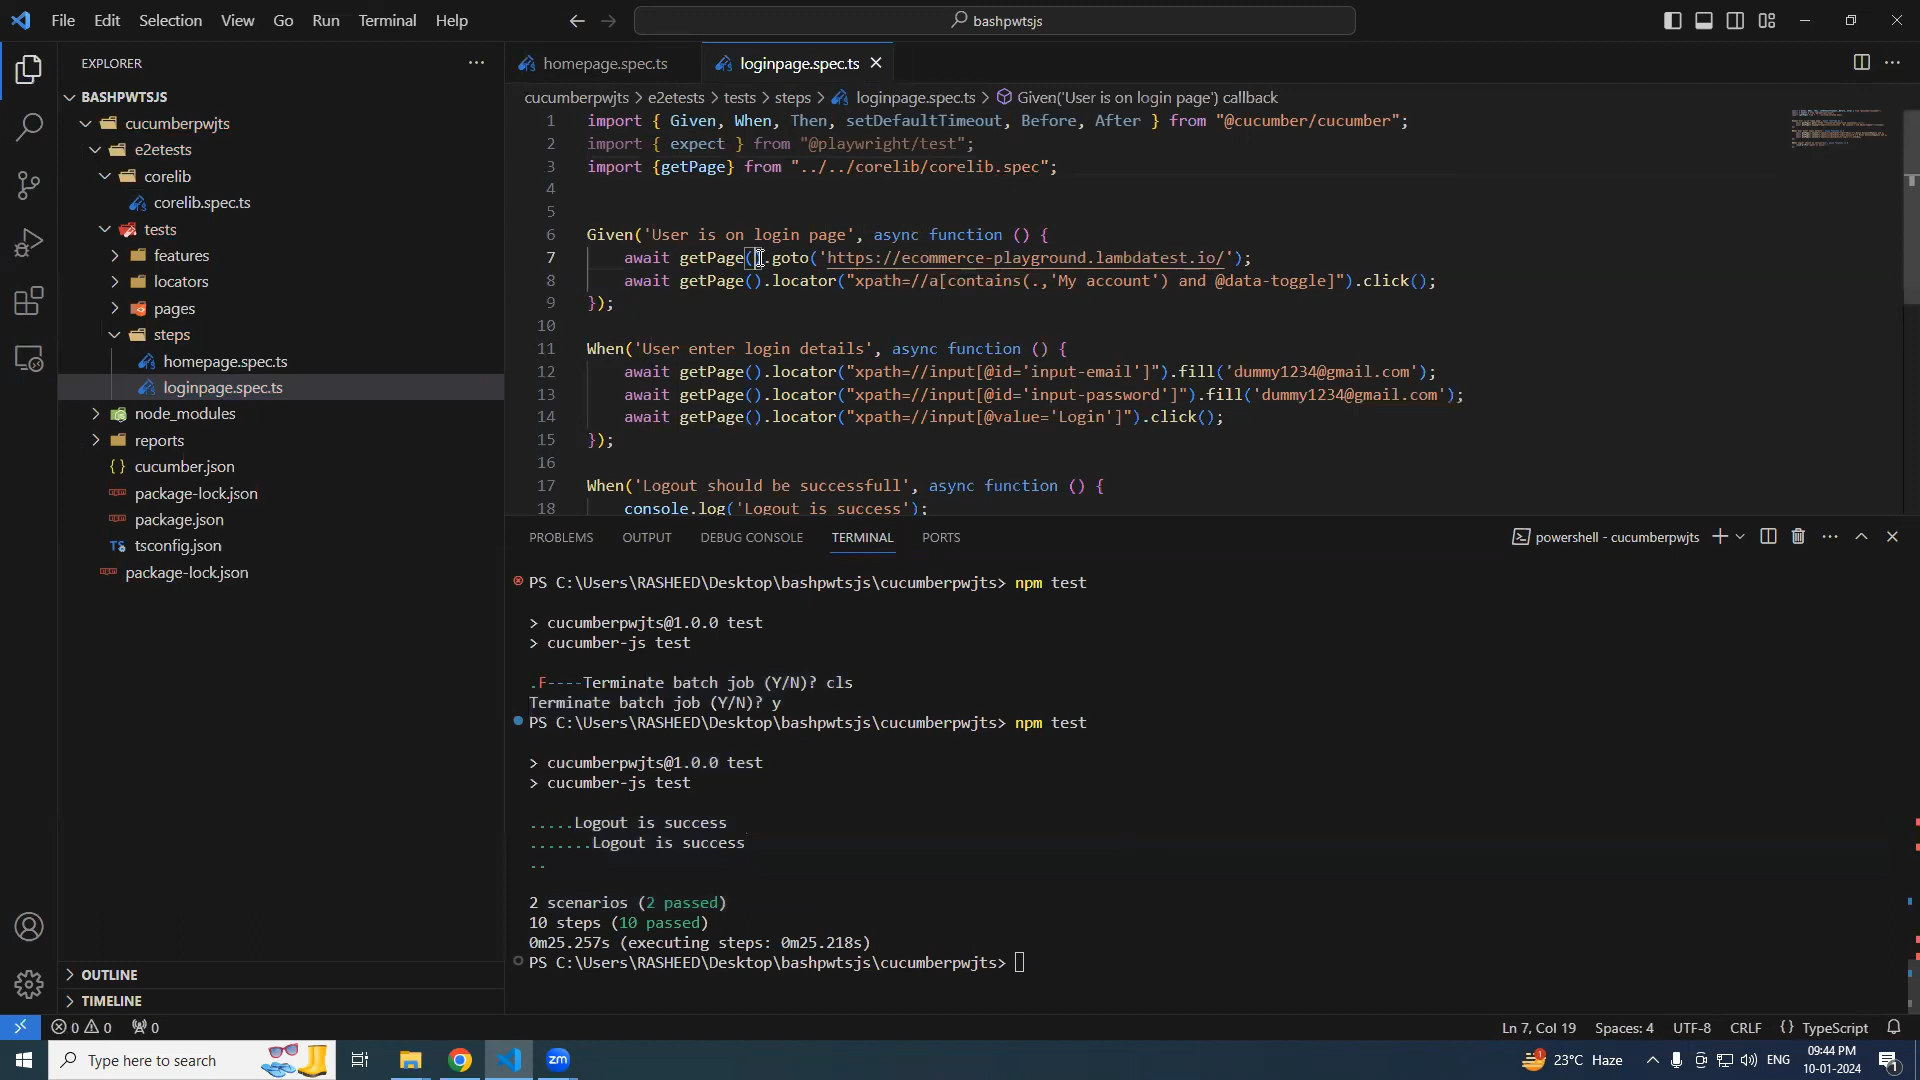 File Edit Selection View Go Run Terminal Help
bashpwtsjs
EXPLORER
BASHPWTSJS
cucumberpwjts
e2etests
corelib
corelib.spec.ts
tests
features
locators
pages
steps
homepage.spec.ts
loginpage.spec.ts
node_modules
reports
cucumber.json
package-lock.json
package.json
tsconfig.json
package-lock.json
OUTLINE
TIMELINE
homepage.spec.ts loginpage.spec.ts
cucumberpwjts > e2etests > tests > steps > loginpage.spec.ts > Given('User is on login page') callback
1 import { Given, When, Then, setDefaultTimeout, Before, After } from "@cucumber/cucumber";
2 import { expect } from "@playwright/test";
3 import {getPage} from "../../corelib/corelib.spec";
4
5
6 Given('User is on login page', async function () {
7 await getPage().goto('https://ecommerce-playground.lambdatest.io/');
8 await getPage().locator("xpath=//a[contains(.,'My account') and @data-toggle]").click();
9 });
10
11 When('User enter login details', async function () {
12 await getPage().locator("xpath=//input[@id='input-email']").fill('dummy1234@gmail.com');
13 await getPage().locator("xpath=//input[@id='input-password']").fill('dummy1234@gmail.com');
14 await getPage().locator("xpath=//input[@value='Login']").click();
15 });
16
17 When('Logout should be successfull', async function () {
18 console.log('Logout is success');
PROBLEMS OUTPUT DEBUG CONSOLE TERMINAL PORTS
powershell - cucumberpwjts
PS C:\Users\RASHEED\Desktop\bashpwtsjs\cucumberpwjts> npm test
> cucumberpwjts@1.0.0 test
> cucumber-js test
.F----Terminate batch job (Y/N)? cls
Terminate batch job (Y/N)? y
PS C:\Users\RASHEED\Desktop\bashpwtsjs\cucumberpwjts> npm test
> cucumberpwjts@1.0.0 test
> cucumber-js test
.....Logout is success
.......Logout is success
..
2 scenarios (2 passed)
10 steps (10 passed)
0m25.257s (executing steps: 0m25.218s)
PS C:\Users\RASHEED\Desktop\bashpwtsjs\cucumberpwjts>
0 0 0 Ln 7, Col 19 Spaces: 4 UTF-8 CRLF {} TypeScript
Type here to search
zm
1
23°C Haze
ENG
09:44 PM
10-01-2024
1